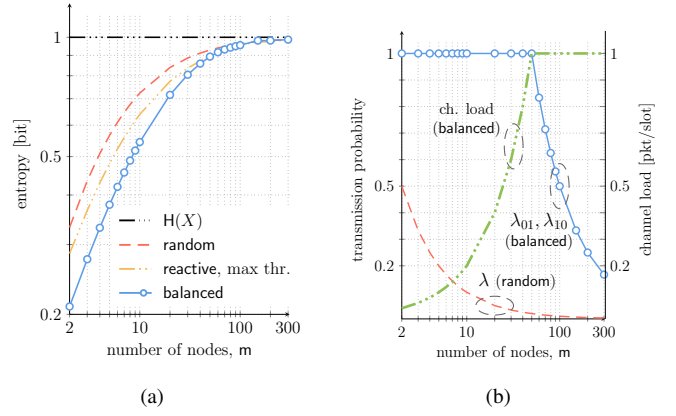 1
0.5
0.2
entropy [bit]
H(X)
random
reactive, max thr.
balanced
2
10
100
300
number of nodes, m
(a)
1
0.5
0.2
transmission probability
ch. load
(balanced)
λ01, λ10
(balanced)
λ (random)
1
0.5
0.2
channel load [pkt/slot]
2
10
100
300
number of nodes, m
(b)